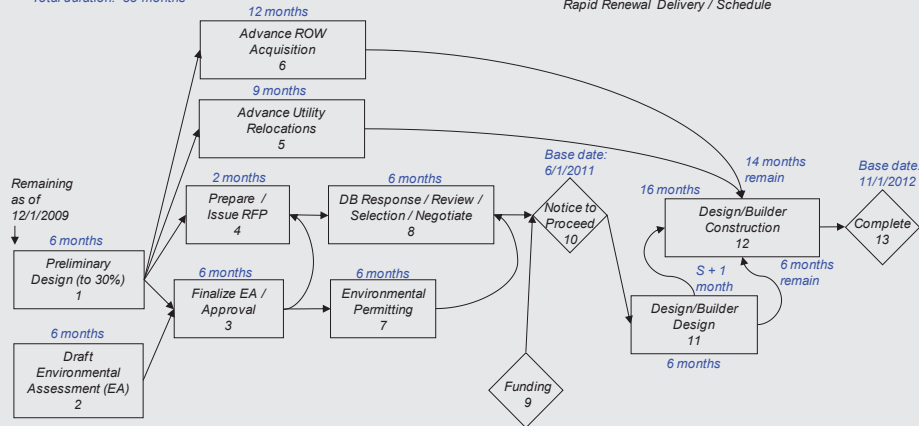 Rapid Renewal Delivery / Schedule
12 months
Advance ROW
Acquisition
6
9 months
Advance Utility
Relocations
5
Remaining
as of
12/1/2009
6 months
Preliminary
Design (to 30%)
1
6 months
Draft
Environmental
Assessment (EA)
2
2 months
Prepare /
Issue RFP
4
6 months
Finalize EA /
Approval
3
6 months
DB Response / Review /
Selection / Negotiate
8
6 months
Environmental
Permitting
7
Base date:
6/1/2011
Notice to
Proceed
10
Funding
9
16 months
14 months
remain
Design/Builder
Construction
12
S + 1
month
6 months
remain
Design/Builder
Design
11
6 months
Base date:
11/1/2012
Complete
13